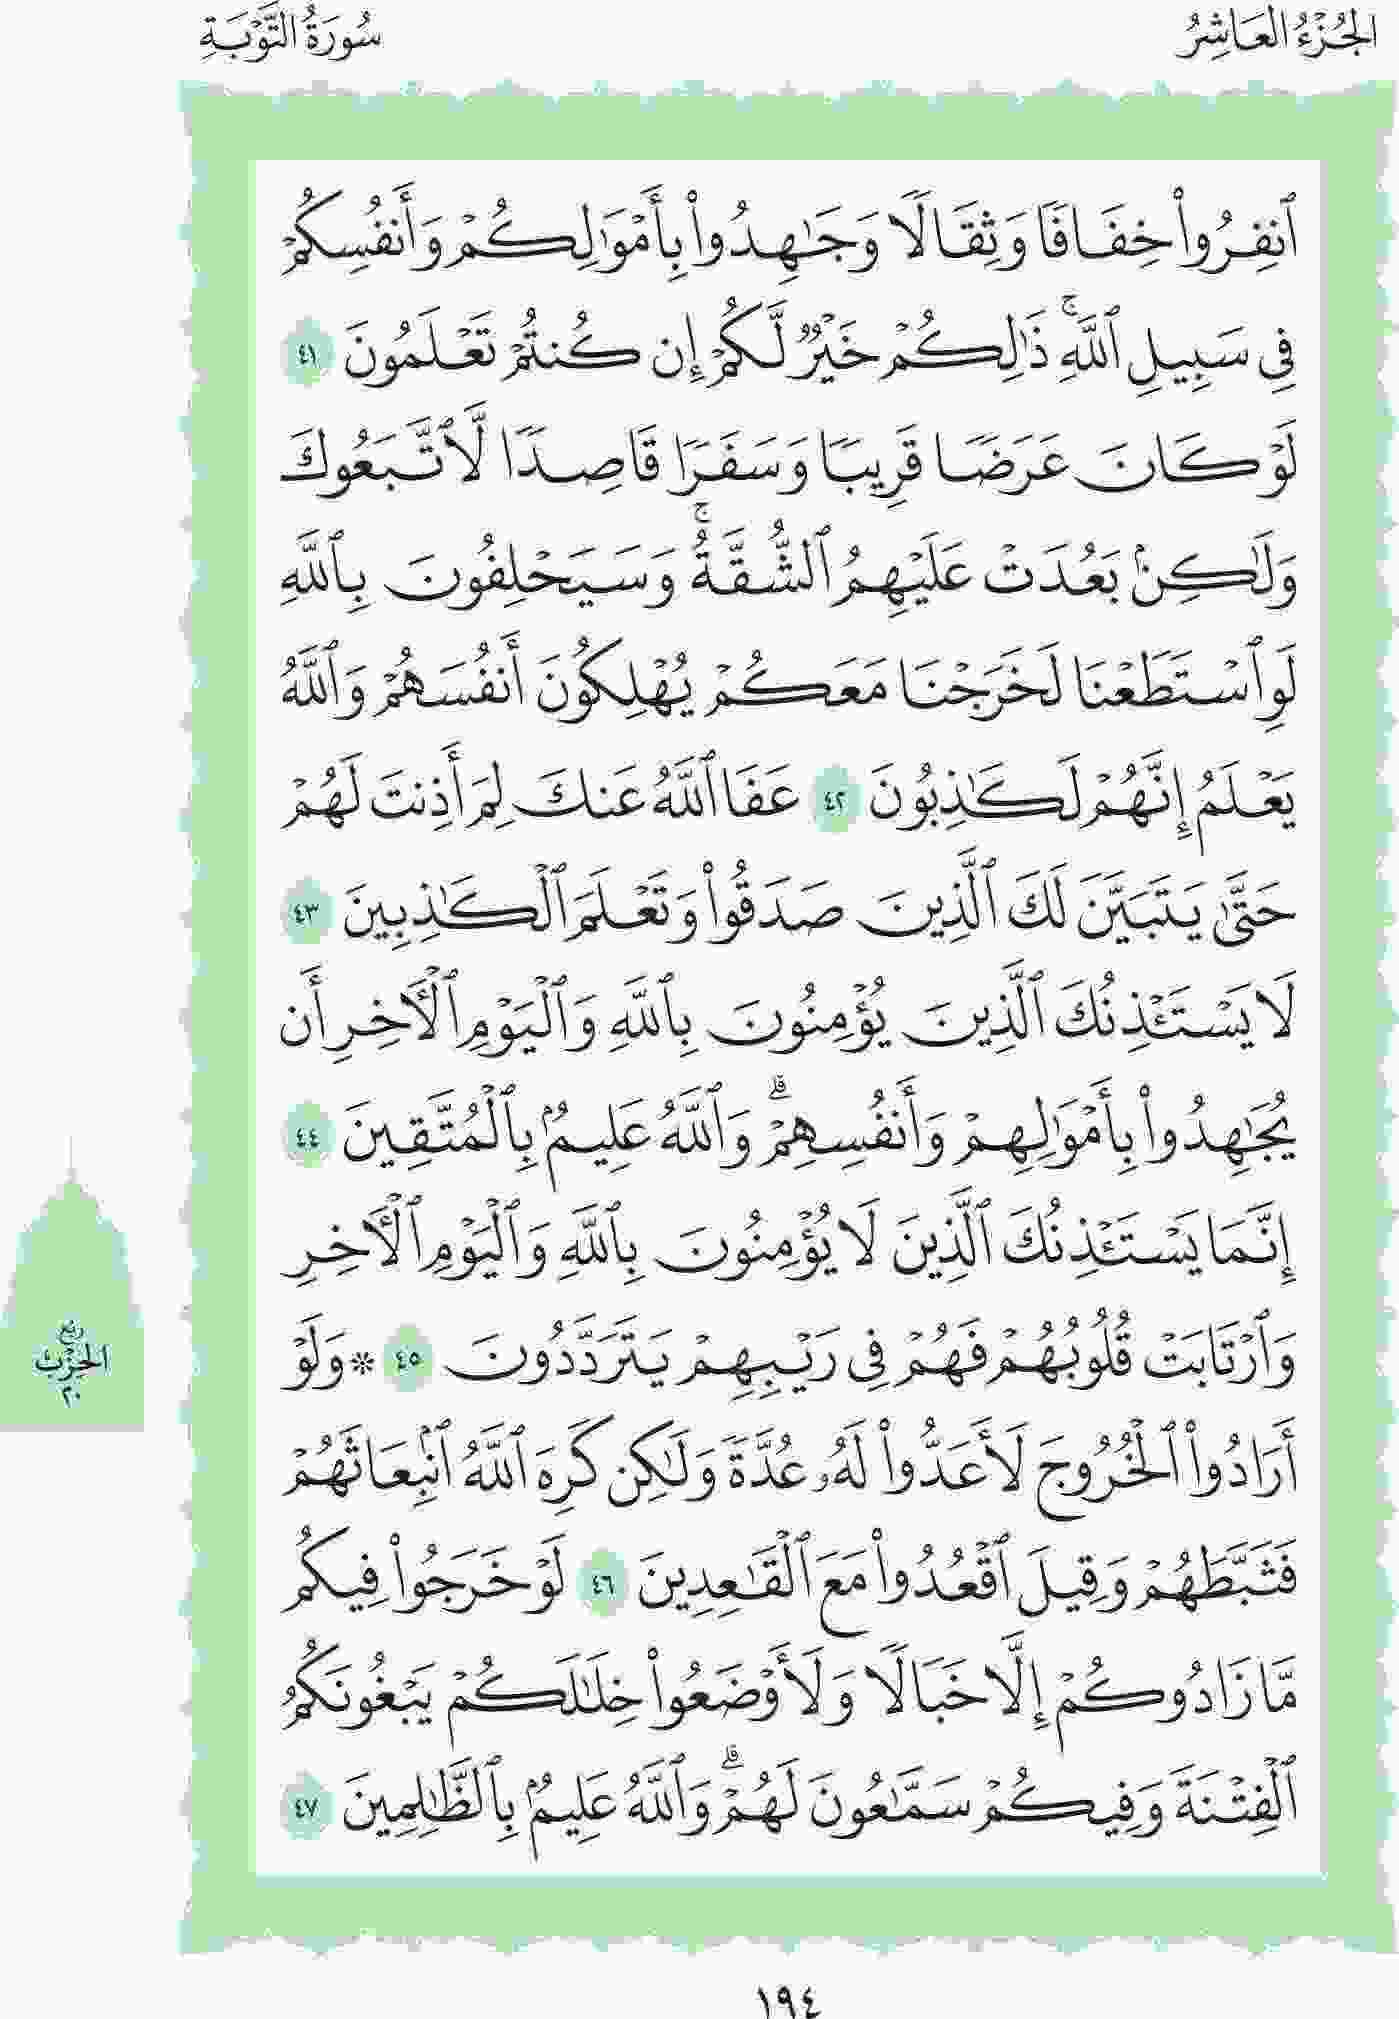 الجُزْءُ العَاشِرُ
سُورَةُ التَّوْبَةِ
ٱنفِرُواْ خِفَافٗا وَثِقَالٗا وَجَٰهِدُواْ بِأَمۡوَٰلِكُمۡ وَأَنفُسِكُمۡ
فِي سَبِيلِ ٱللَّهِۚ ذَٰلِكُمۡ خَيۡرٞ لَّكُمۡ إِن كُنتُمۡ تَعۡلَمُونَ ٤١
لَوۡ كَانَ عَرَضٗا قَرِيبٗا وَسَفَرٗا قَاصِدٗا لَّٱتَّبَعُوكَ
وَلَٰكِنۢ بَعُدَتۡ عَلَيۡهِمُ ٱلشُّقَّةُۚ وَسَيَحۡلِفُونَ بِٱللَّهِ
لَوِ ٱسۡتَطَعۡنَا لَخَرَجۡنَا مَعَكُمۡ يُهۡلِكُونَ أَنفُسَهُمۡ وَٱللَّهُ
يَعۡلَمُ إِنَّهُمۡ لَكَٰذِبُونَ ٤٢ عَفَا ٱللَّهُ عَنكَ لِمَ أَذِنتَ لَهُمۡ
حَتَّىٰ يَتَبَيَّنَ لَكَ ٱلَّذِينَ صَدَقُواْ وَتَعۡلَمَ ٱلۡكَٰذِبِينَ ٤٣
لَا يَسۡتَـٔۡذِنُكَ ٱلَّذِينَ يُؤۡمِنُونَ بِٱللَّهِ وَٱلۡيَوۡمِ ٱلۡأٓخِرِ أَن
يُجَٰهِدُواْ بِأَمۡوَٰلِهِمۡ وَأَنفُسِهِمۡۗ وَٱللَّهُ عَلِيمُۢ بِٱلۡمُتَّقِينَ ٤٤
إِنَّمَا يَسۡتَـٔۡذِنُكَ ٱلَّذِينَ لَا يُؤۡمِنُونَ بِٱللَّهِ وَٱلۡيَوۡمِ ٱلۡأٓخِرِ
وَٱرۡتَابَتۡ قُلُوبُهُمۡ فَهُمۡ فِي رَيۡبِهِمۡ يَتَرَدَّدُونَ ٤٥ ۞ وَلَوۡ
أَرَادُواْ ٱلۡخُرُوجَ لَأَعَدُّواْ لَهُۥ عُدَّةٗ وَلَٰكِن كَرِهَ ٱللَّهُ ٱنۢبِعَاثَهُمۡ
فَثَبَّطَهُمۡ وَقِيلَ ٱقۡعُدُواْ مَعَ ٱلۡقَٰعِدِينَ ٤٦ لَوۡ خَرَجُواْ فِيكُم
مَّا زَادُوكُمۡ إِلَّا خَبَالٗا وَلَأَوۡضَعُواْ خِلَٰلَكُمۡ يَبۡغُونَكُمُ
ٱلۡفِتۡنَةَ وَفِيكُمۡ سَمَّٰعُونَ لَهُمۡۗ وَٱللَّهُ عَلِيمُۢ بِٱلظَّٰلِمِينَ ٤٧
رُبْعُ
الحِزْبِ
٢٠
١٩٤